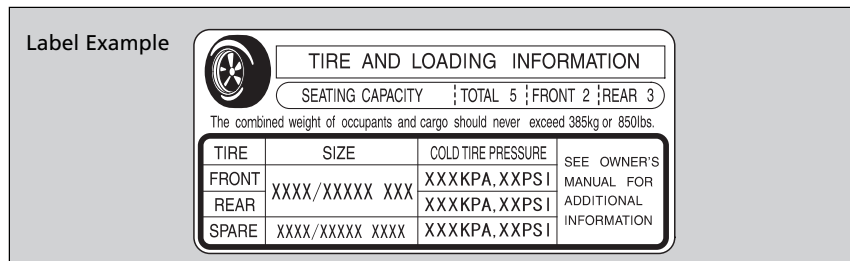 Label Example
TIRE AND LOADING INFORMATION
SEATING CAPACITY TOTAL 5 FRONT 2 REAR 3
The combined weight of occupants and cargo should never exceed 385kg or 850lbs.
TIRE SIZE COLD TIRE PRESSURE
FRONT XXXX/XXXXX XXX XXXKPA,XXPSI
REAR XXXKPA,XXPSI
SPARE XXXX/XXXXX XXXX XXXKPA,XXPSI
SEE OWNER'S
MANUAL FOR
ADDITIONAL
INFORMATION